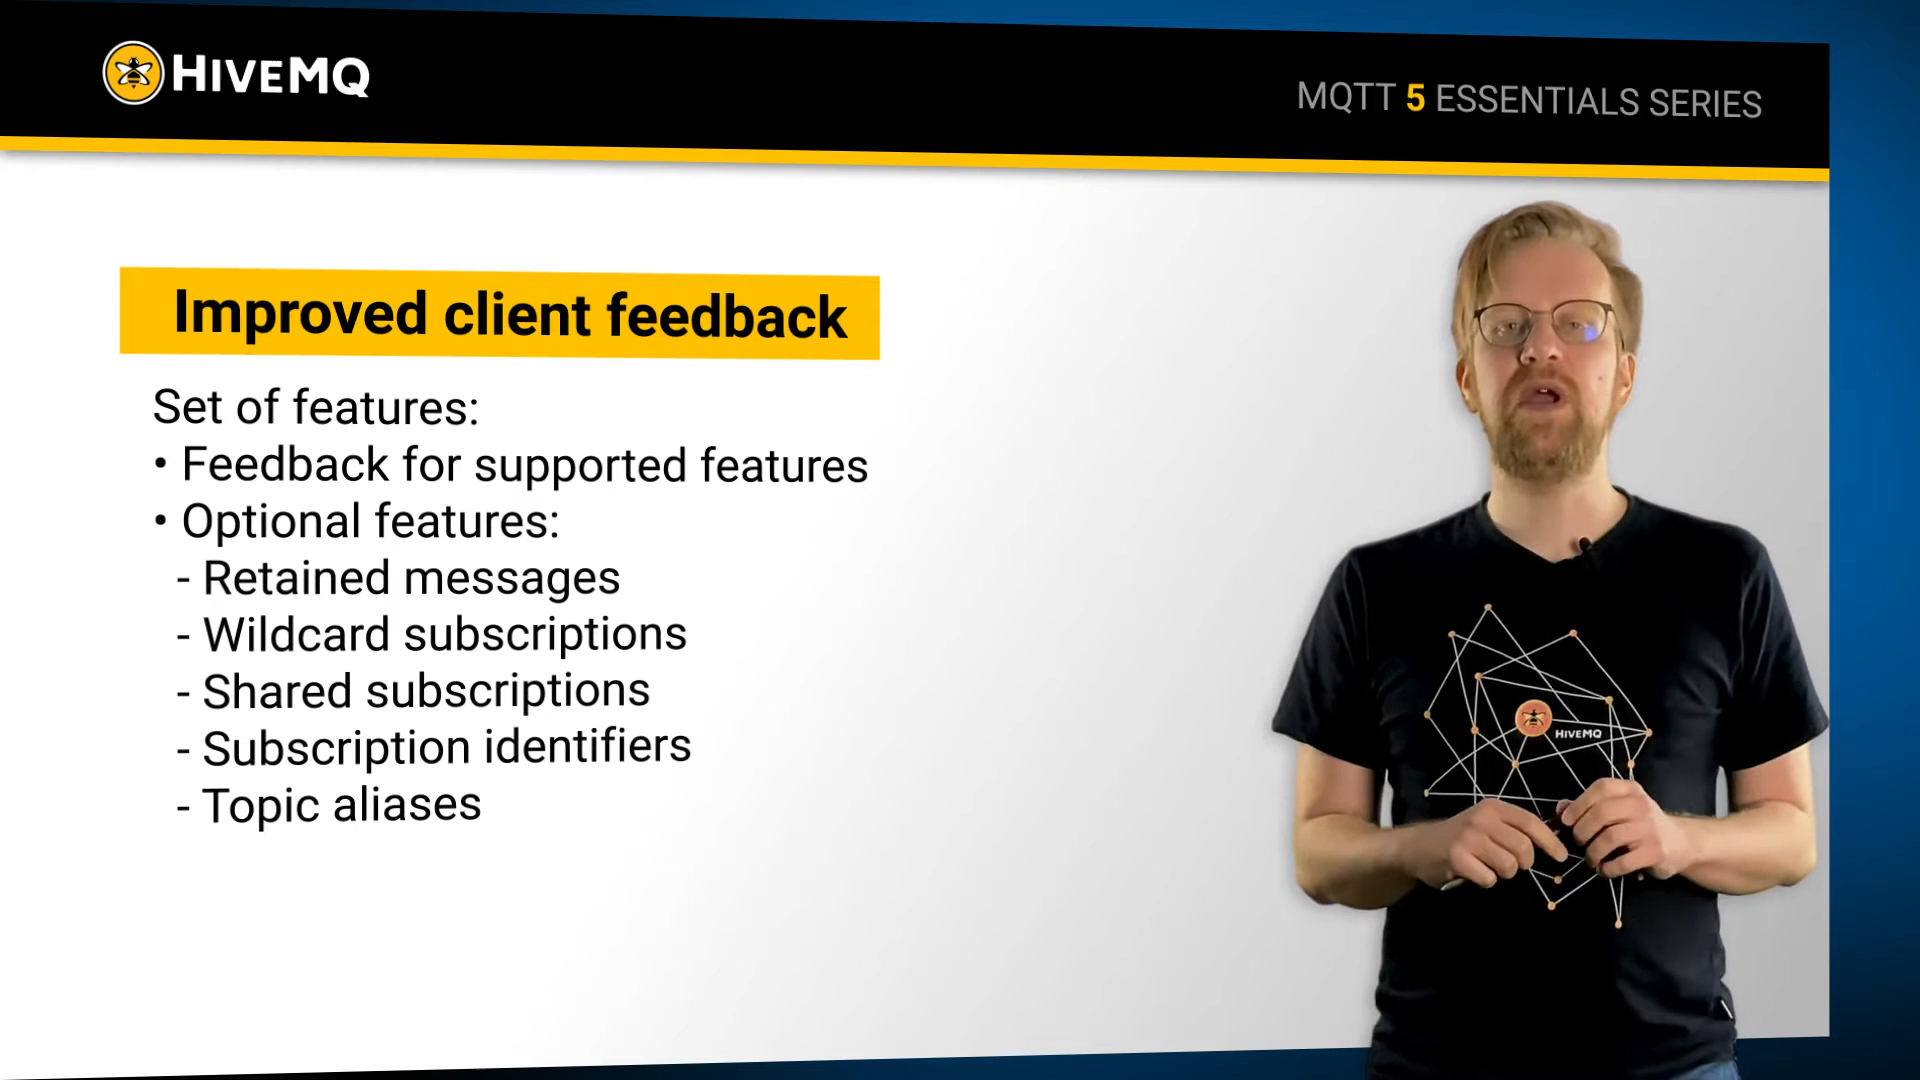 HIVEMQ
MQTT 5 ESSENTIALS SERIES
Improved client feedback
Set of features:
• Feedback for supported features
• Optional features:
- Retained messages
- Wildcard subscriptions
- Shared subscriptions
- Subscription identifiers
- Topic aliases
HIVEMQ